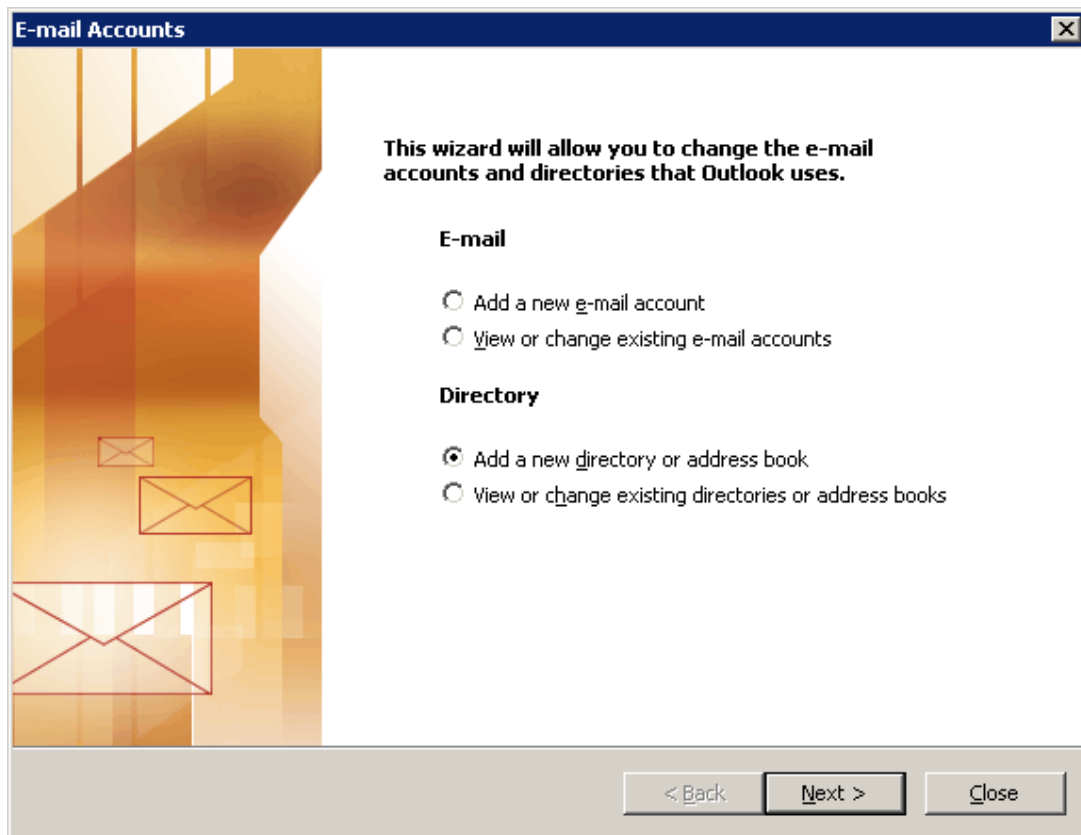 E-mail Accounts
This wizard will allow you to change the e-mail
accounts and directories that Outlook uses.
E-mail
Add a new e-mail account
View or change existing e-mail accounts
Directory
Add a new directory or address book
View or change existing directories or address books
< Back
Next >
Close